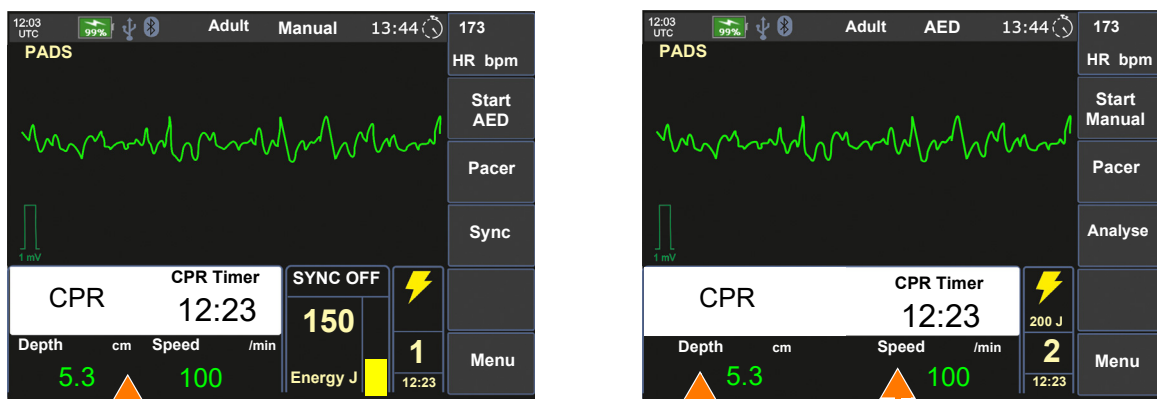 12:03
UTC
99%
Adult
Manual
13:44
173
HR bpm
PADS
Start
AED
Pacer
Sync
1 mV
CPR
CPR Timer
12:23
SYNC OFF
150
Energy J
1
12:23
Depth cm Speed /min
5.3 100
Menu
12:03
UTC
99%
Adult
AED
13:44
173
HR bpm
PADS
Start
Manual
Pacer
Analyse
1 mV
CPR
CPR Timer
12:23
200 J
2
12:23
Depth cm Speed /min
5.3 100
Menu